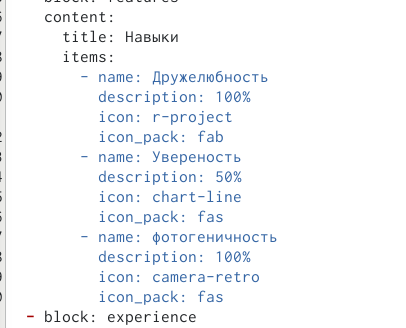 block: features
content:
title: Навыки
items:
- name: Дружелюбность
description: 100%
icon: r-project
icon_pack: fab
- name: Увереность
description: 50%
icon: chart-line
icon_pack: fas
- name: фотогеничность
description: 100%
icon: camera-retro
icon_pack: fas
- block: experience